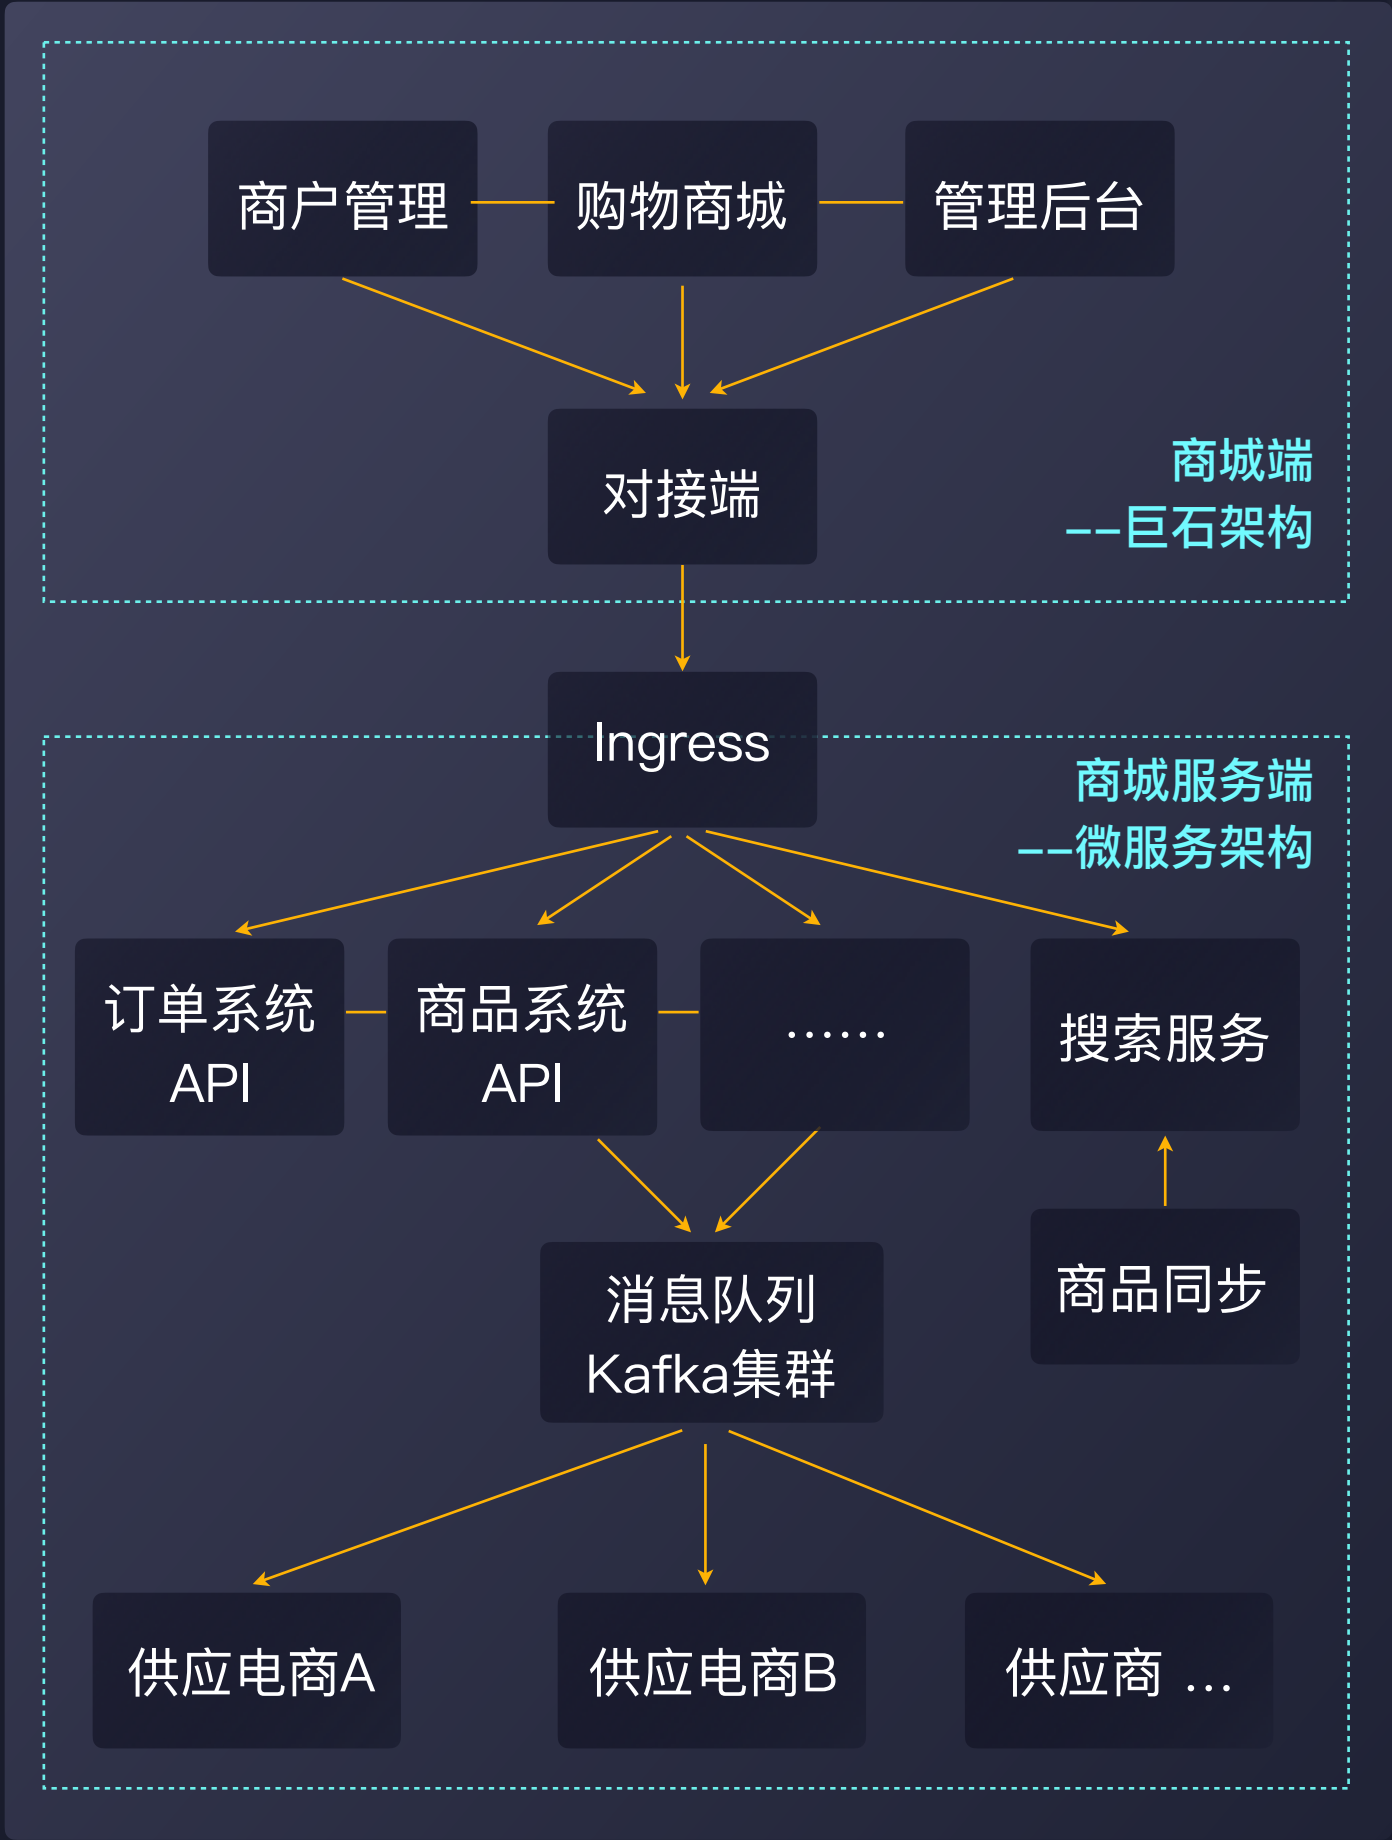 商户管理
购物商城
管理后台
对接端
商城端
--巨石架构
Ingress
商城服务端
--微服务架构
订单系统
API
商品系统
API
……
搜索服务
商品同步
消息队列
Kafka集群
供应电商A
供应电商B
供应商 ...